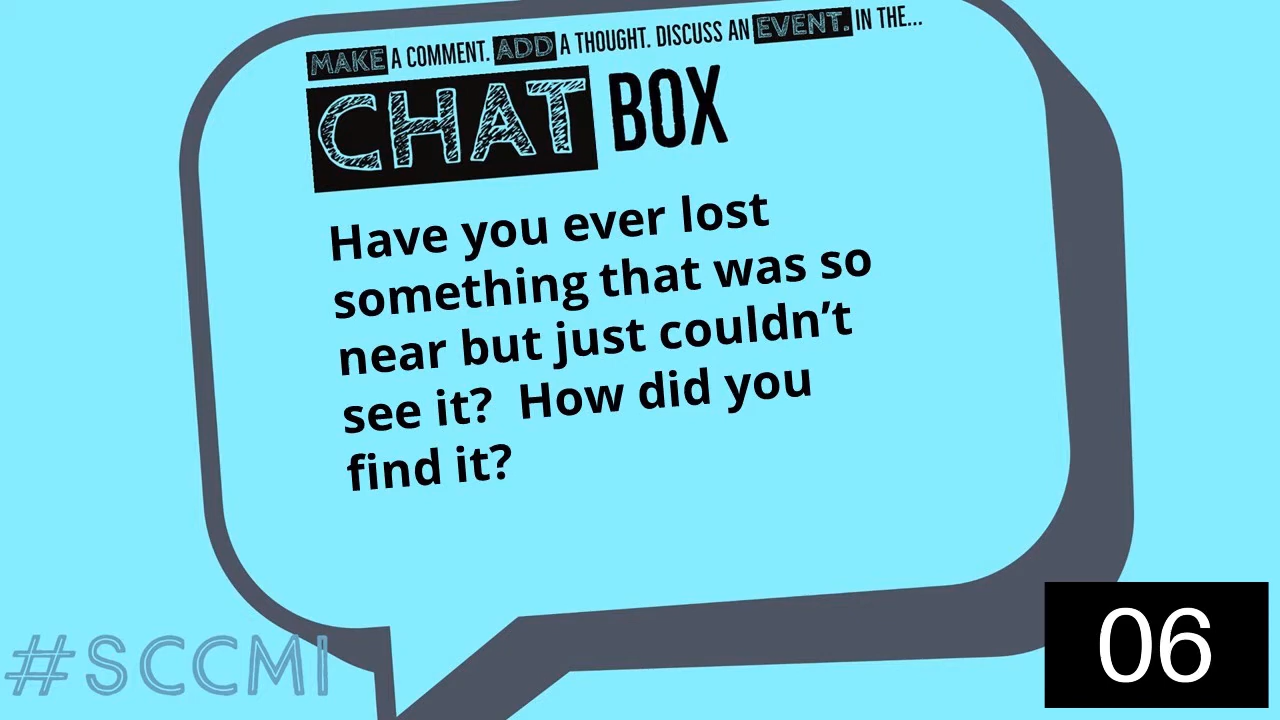 MAKE A COMMENT. ADD A THOUGHT. DISCUSS AN EVENT. IN THE...
CHAT BOX
Have you ever lost
something that was so
near but just couldn’t
see it?  How did you
find it?
#SCCMI
06